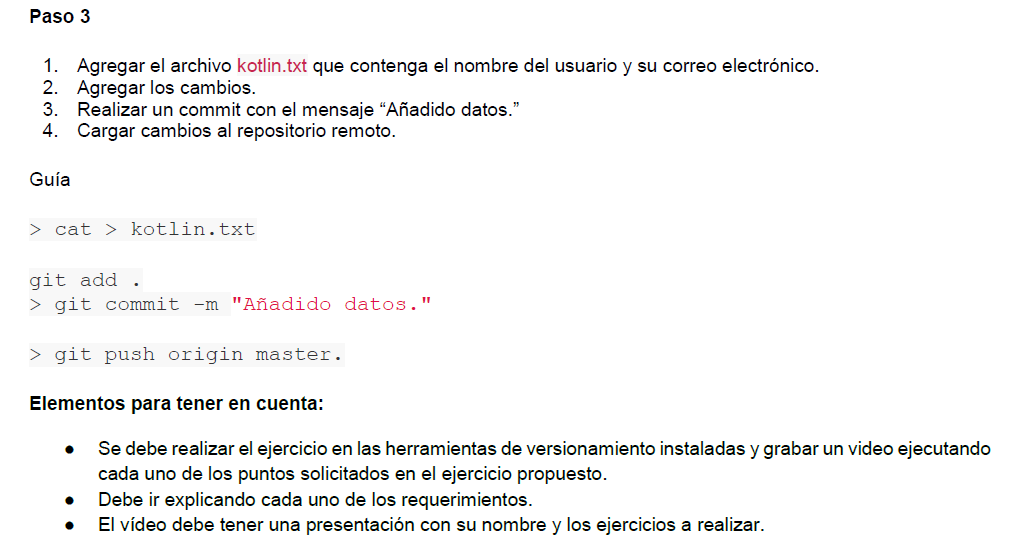 Paso 3
1. Agregar el archivo kotlin.txt que contenga el nombre del usuario y su correo electrónico.
2. Agregar los cambios.
3. Realizar un commit con el mensaje “Añadido datos.”
4. Cargar cambios al repositorio remoto.
Guía
> cat > kotlin.txt
git add .
> git commit -m "Añadido datos."
> git push origin master.
Elementos para tener en cuenta:
● Se debe realizar el ejercicio en las herramientas de versionamiento instaladas y grabar un video ejecutando
cada uno de los puntos solicitados en el ejercicio propuesto.
● Debe ir explicando cada uno de los requerimientos.
● El vídeo debe tener una presentación con su nombre y los ejercicios a realizar.